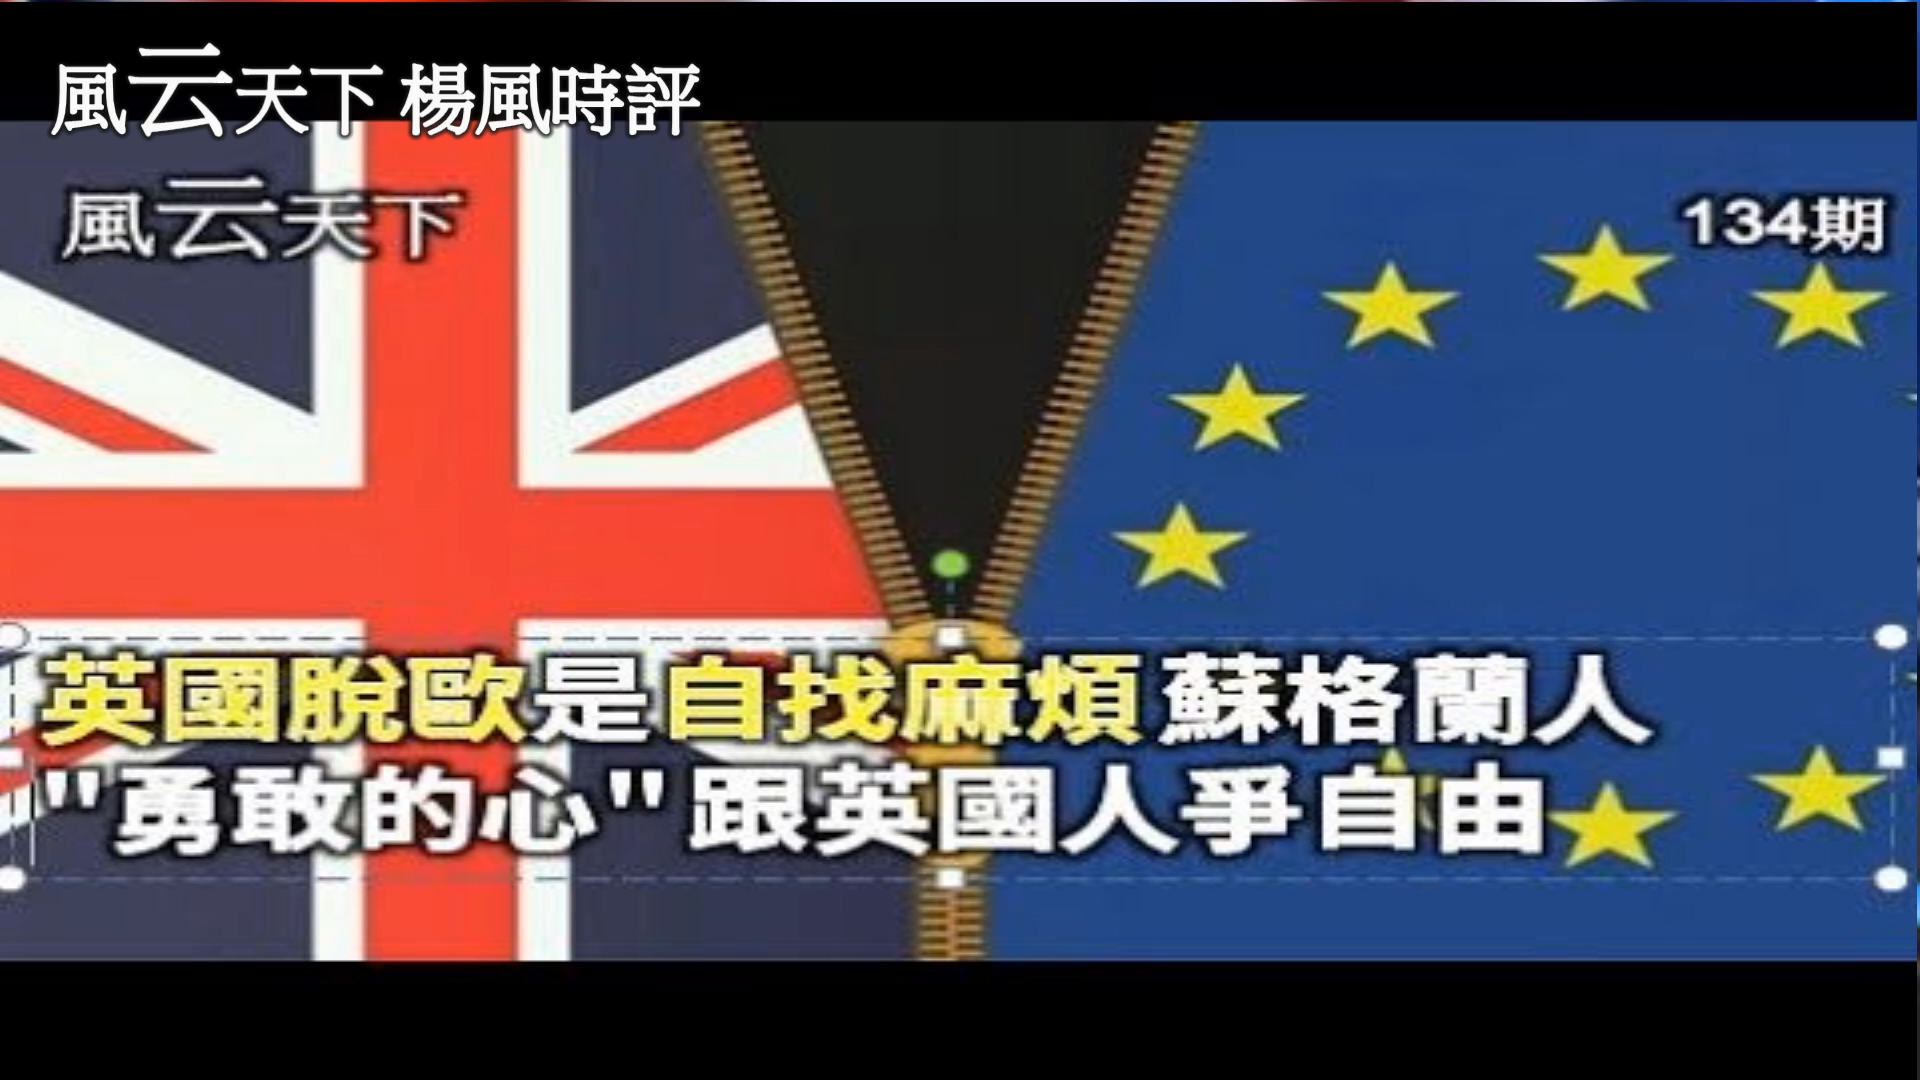 風云天下 楊風時評
風云天下
134期
英國脫歐是自找麻煩蘇格蘭人
"勇敢的心"跟英國人爭自由